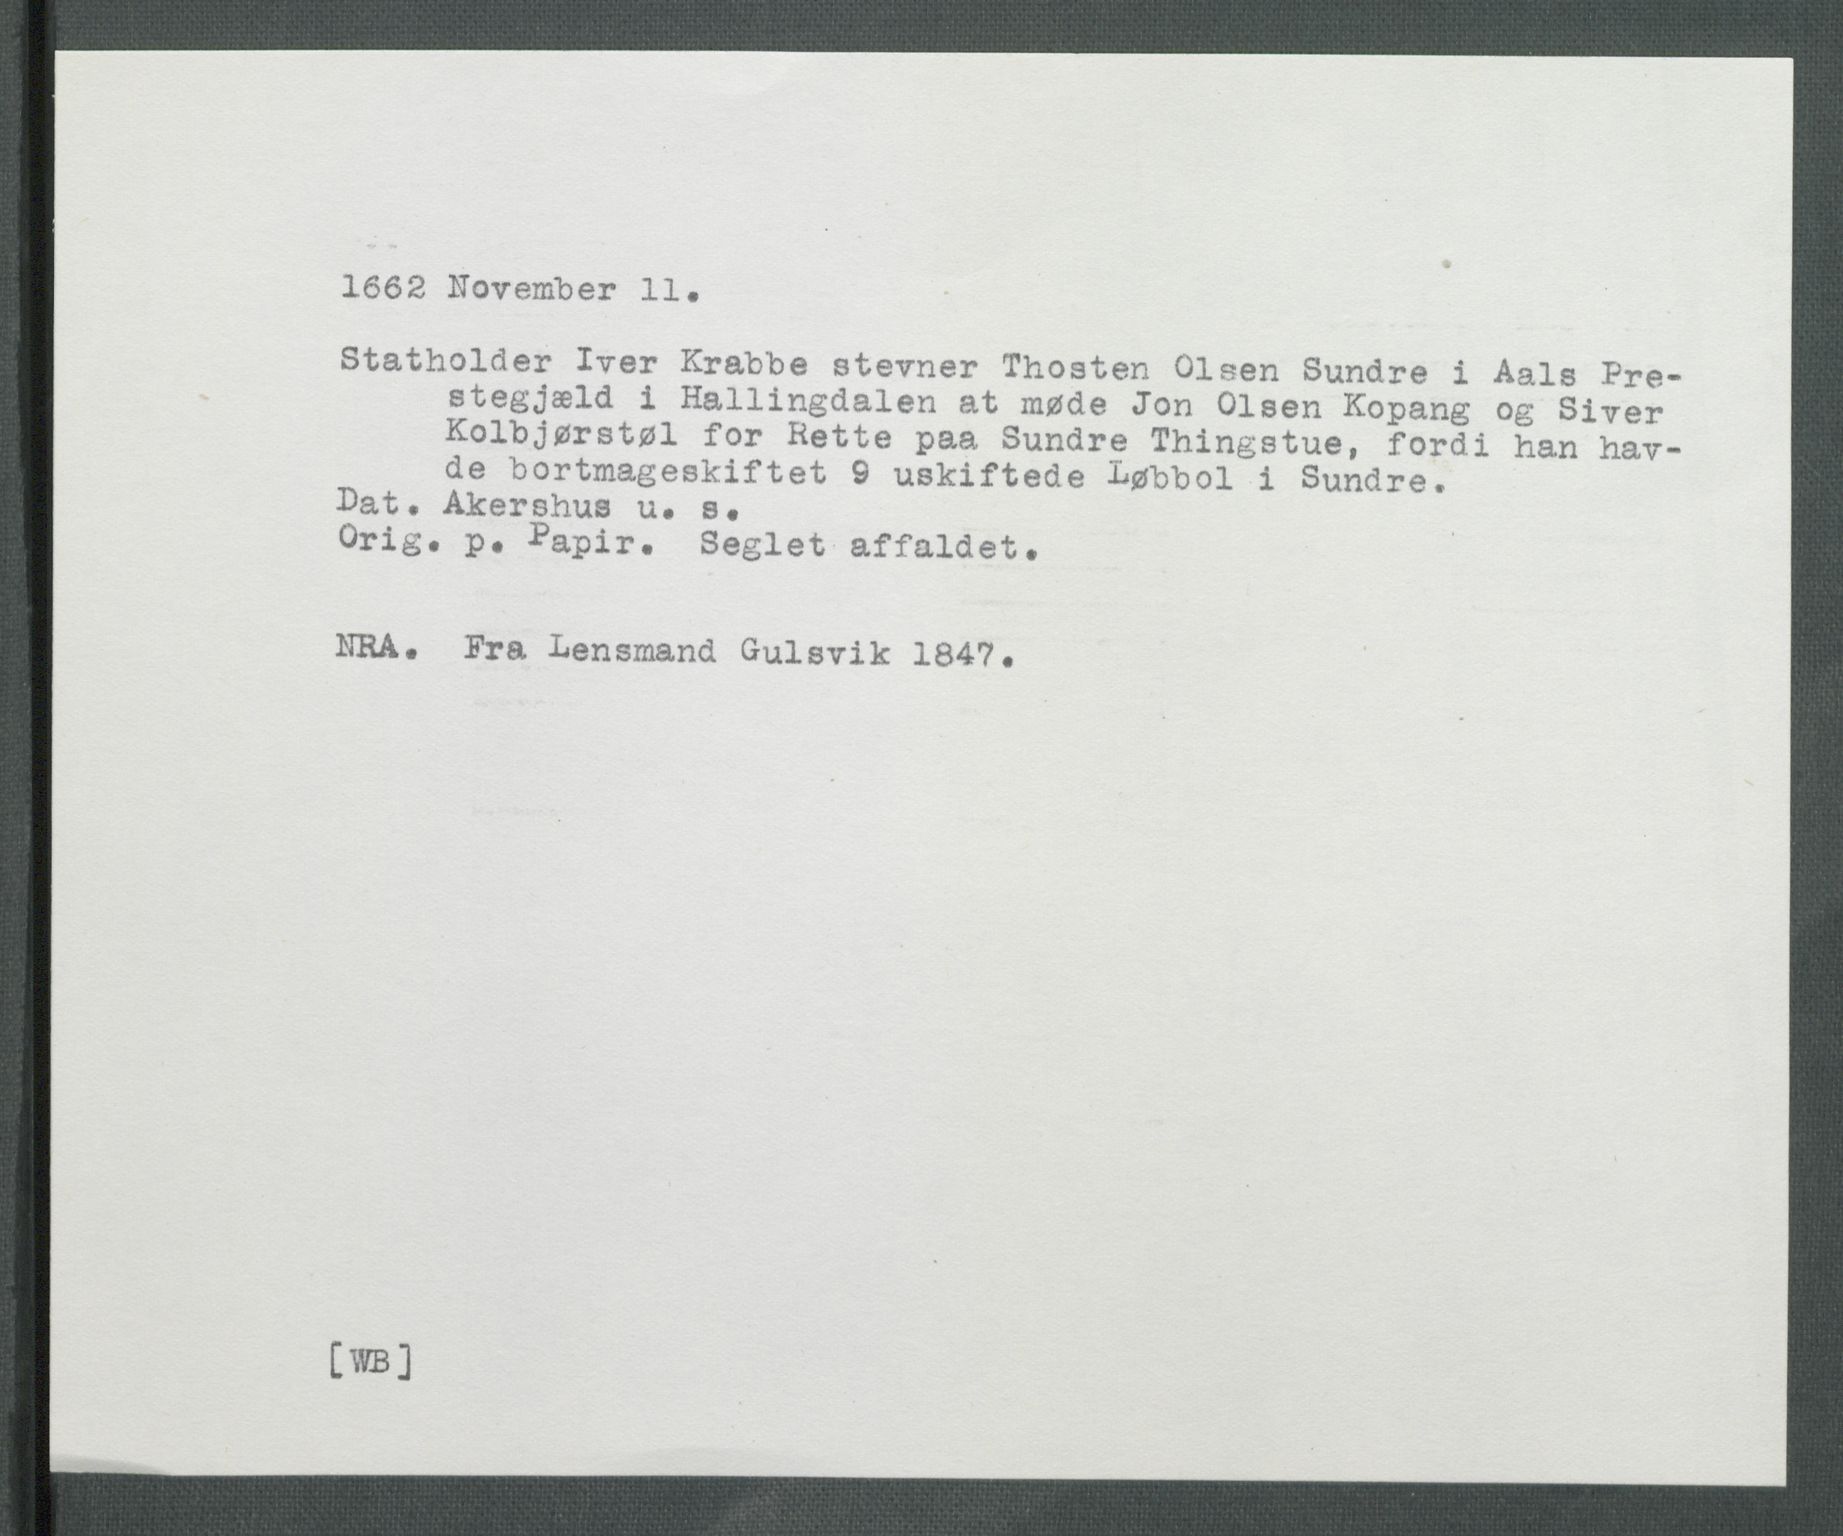 1662 November 11.
Statholder Iver Krabbe stevner Thosten Olsen Sundre i Aals Pre-
stegjæld i Hallingdalen at møde Jon Olsen Kopang og Siver
Kolbjørstøl for Rette paa Sundre Thingstue, fordi han hav-
de bortmageskiftet 9 uskiftede Løbbol i Sundre.
Dat. Akershus u. s.
Orig. p. Papir. Seglet affaldet.
NRA. Fra Lensmand Gulsvik 1847.
[WB]